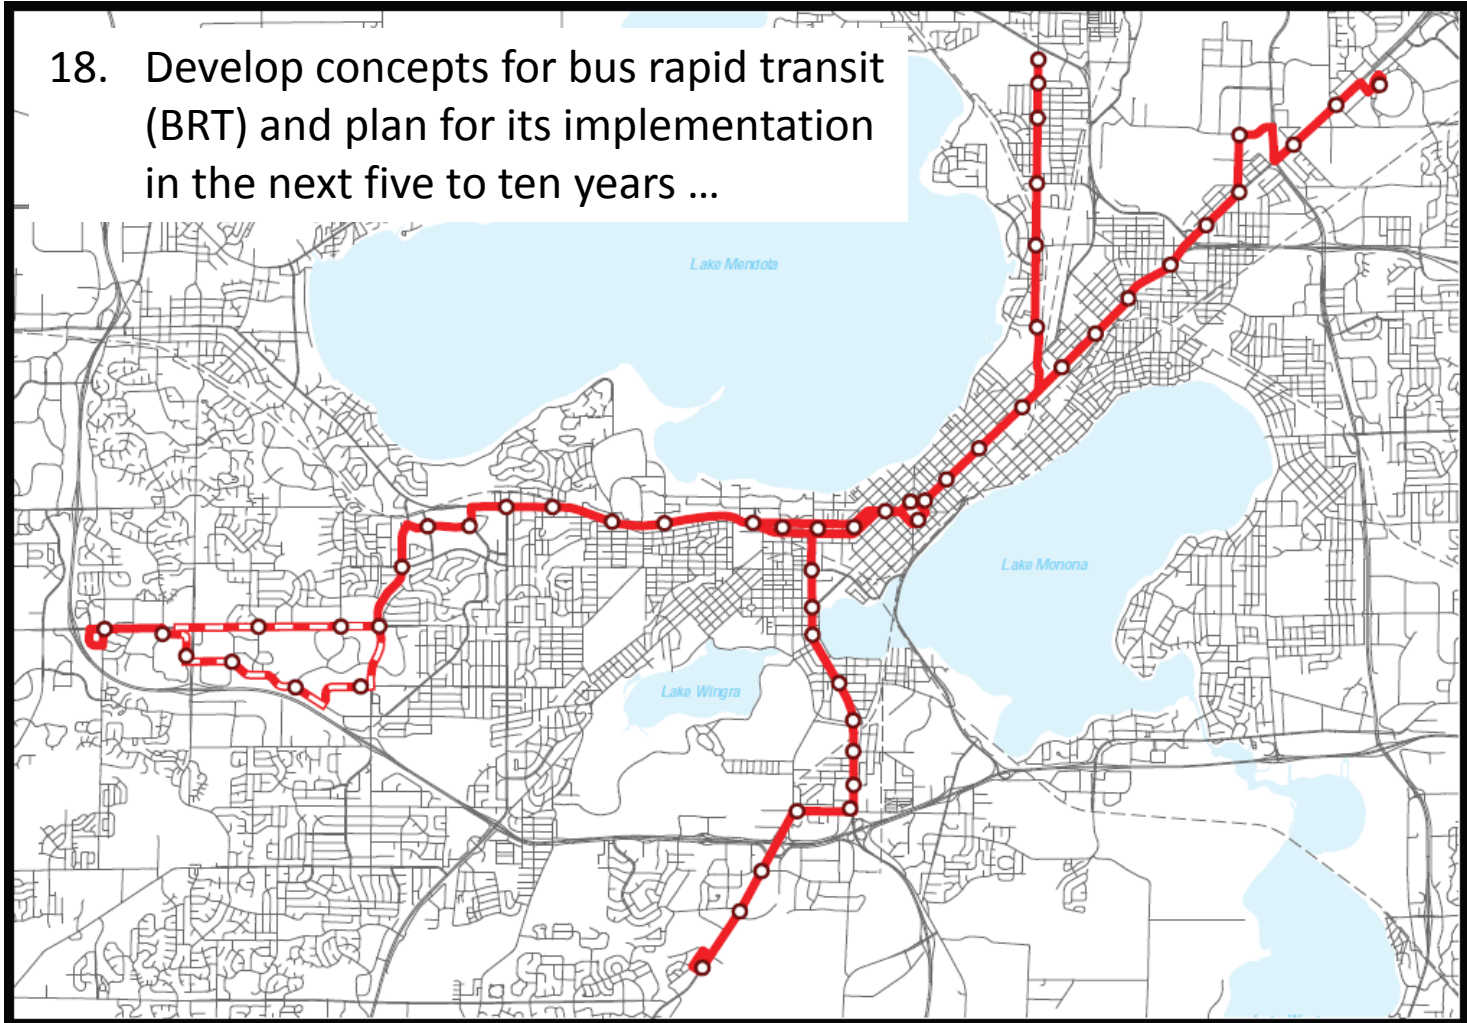 18. Develop concepts for bus rapid transit
(BRT) and plan for its implementation
in the next five to ten years ...
Lake Mendota
Lake Monona
Lake Wingra